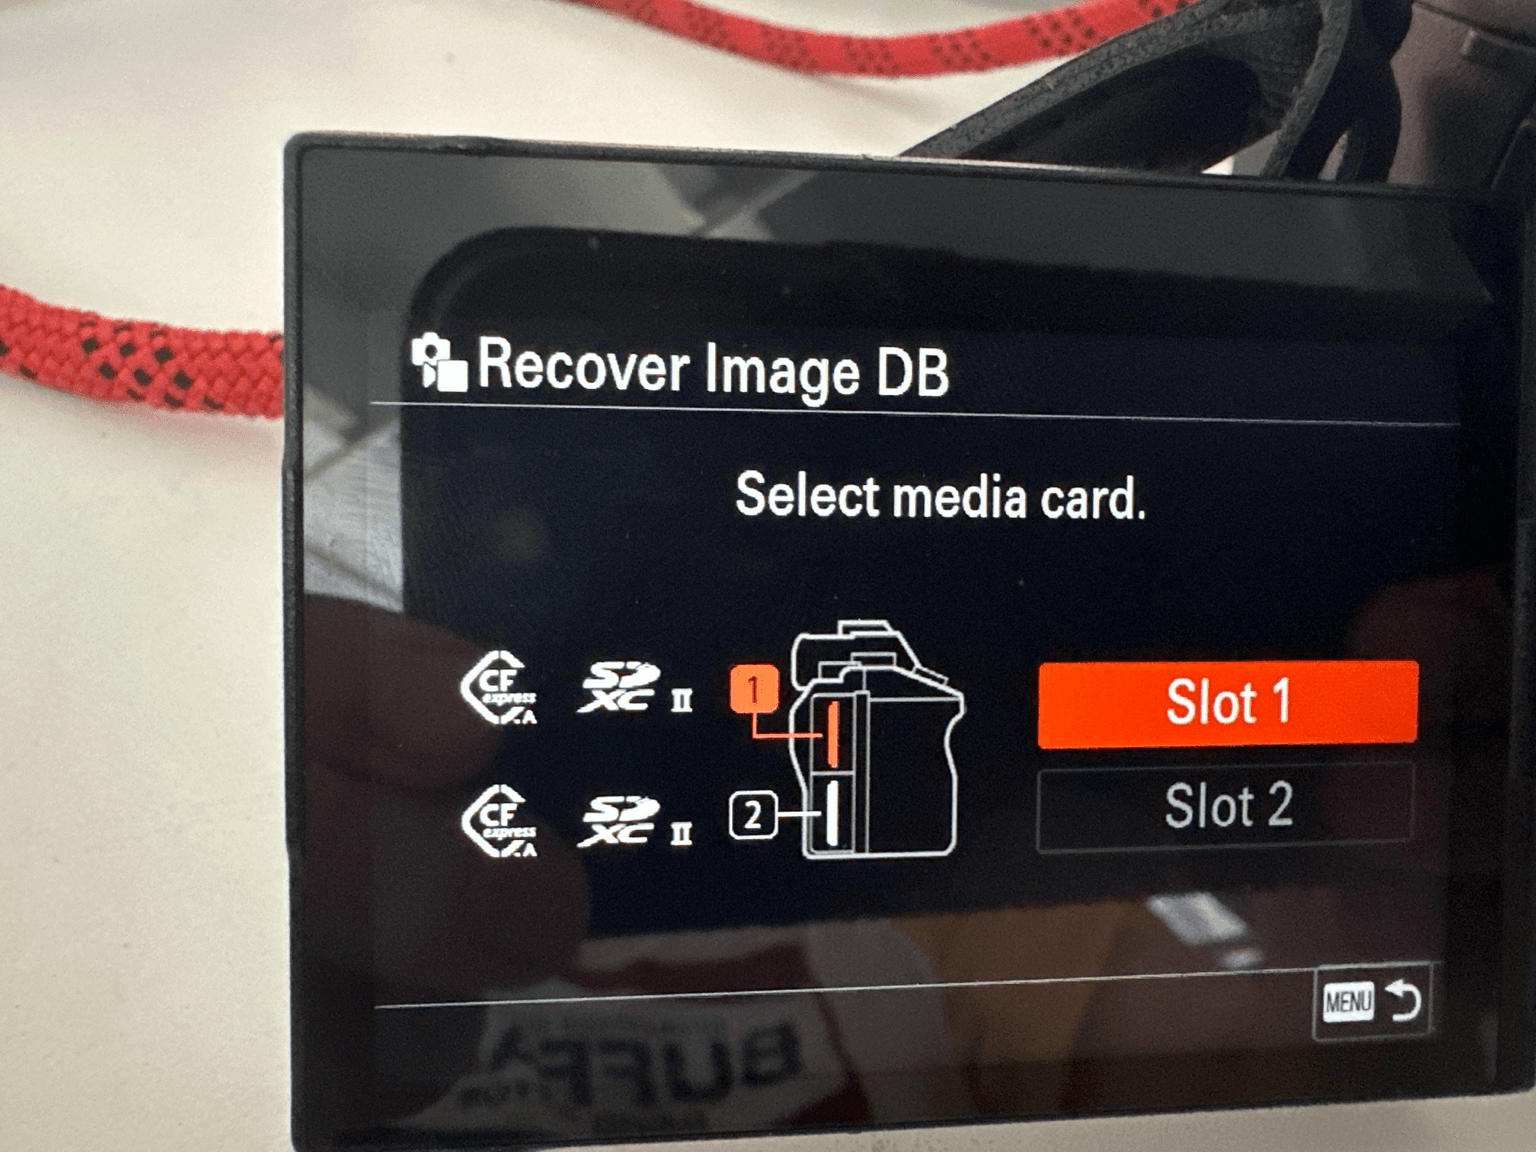 Recover Image DB
Select media card.
CF express A SD XC II 1 Slot 1
CF express A SD XC II 2 Slot 2
MENU
BUFFA